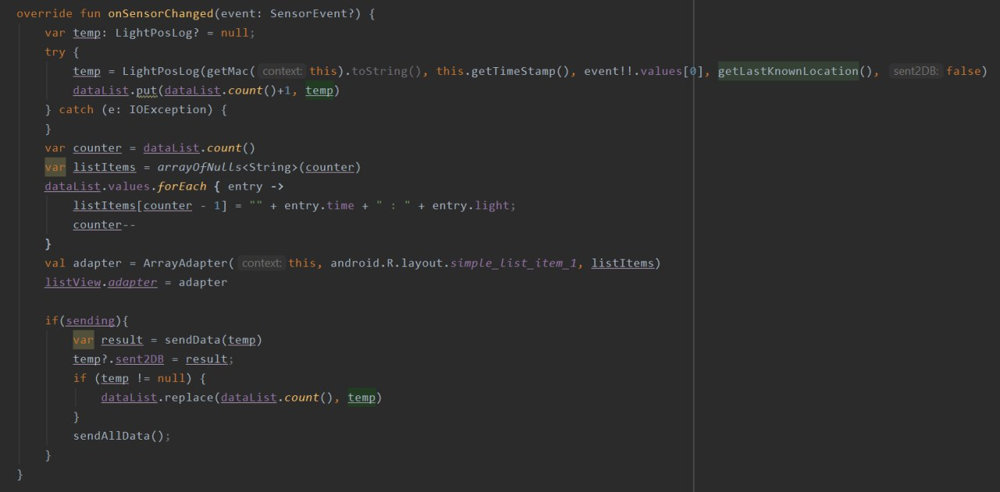 override fun onSensorChanged(event: SensorEvent?) {
var temp: LightPosLog? = null;
try {
temp = LightPosLog(getMac( context: this).toString(), this.getTimeStamp(), event!!.values[0], getLastKnownLocation(), sent2DB: false)
dataList.put(dataList.count()+1, temp)
} catch (e: IOException) {
}
var counter = dataList.count()
var listItems = arrayOfNulls<String>(counter)
dataList.values.forEach { entry ->
listItems[counter - 1] = "" + entry.time + " : " + entry.light;
counter--
}
val adapter = ArrayAdapter( context: this, android.R.layout.simple_list_item_1, listItems)
listView.adapter = adapter
if(sending){
var result = sendData(temp)
temp?.sent2DB = result;
if (temp != null) {
dataList.replace(dataList.count(), temp)
}
sendAllData();
}
}